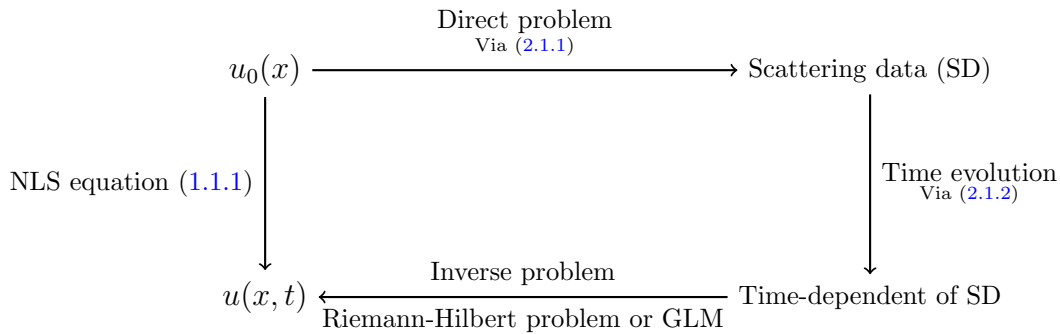 Direct problem
Via (2.1.1)
u₀(x)
Scattering data (SD)
NLS equation (1.1.1)
Time evolution
Via (2.1.2)
Inverse problem
u(x, t)
Time-dependent of SD
Riemann-Hilbert problem or GLM